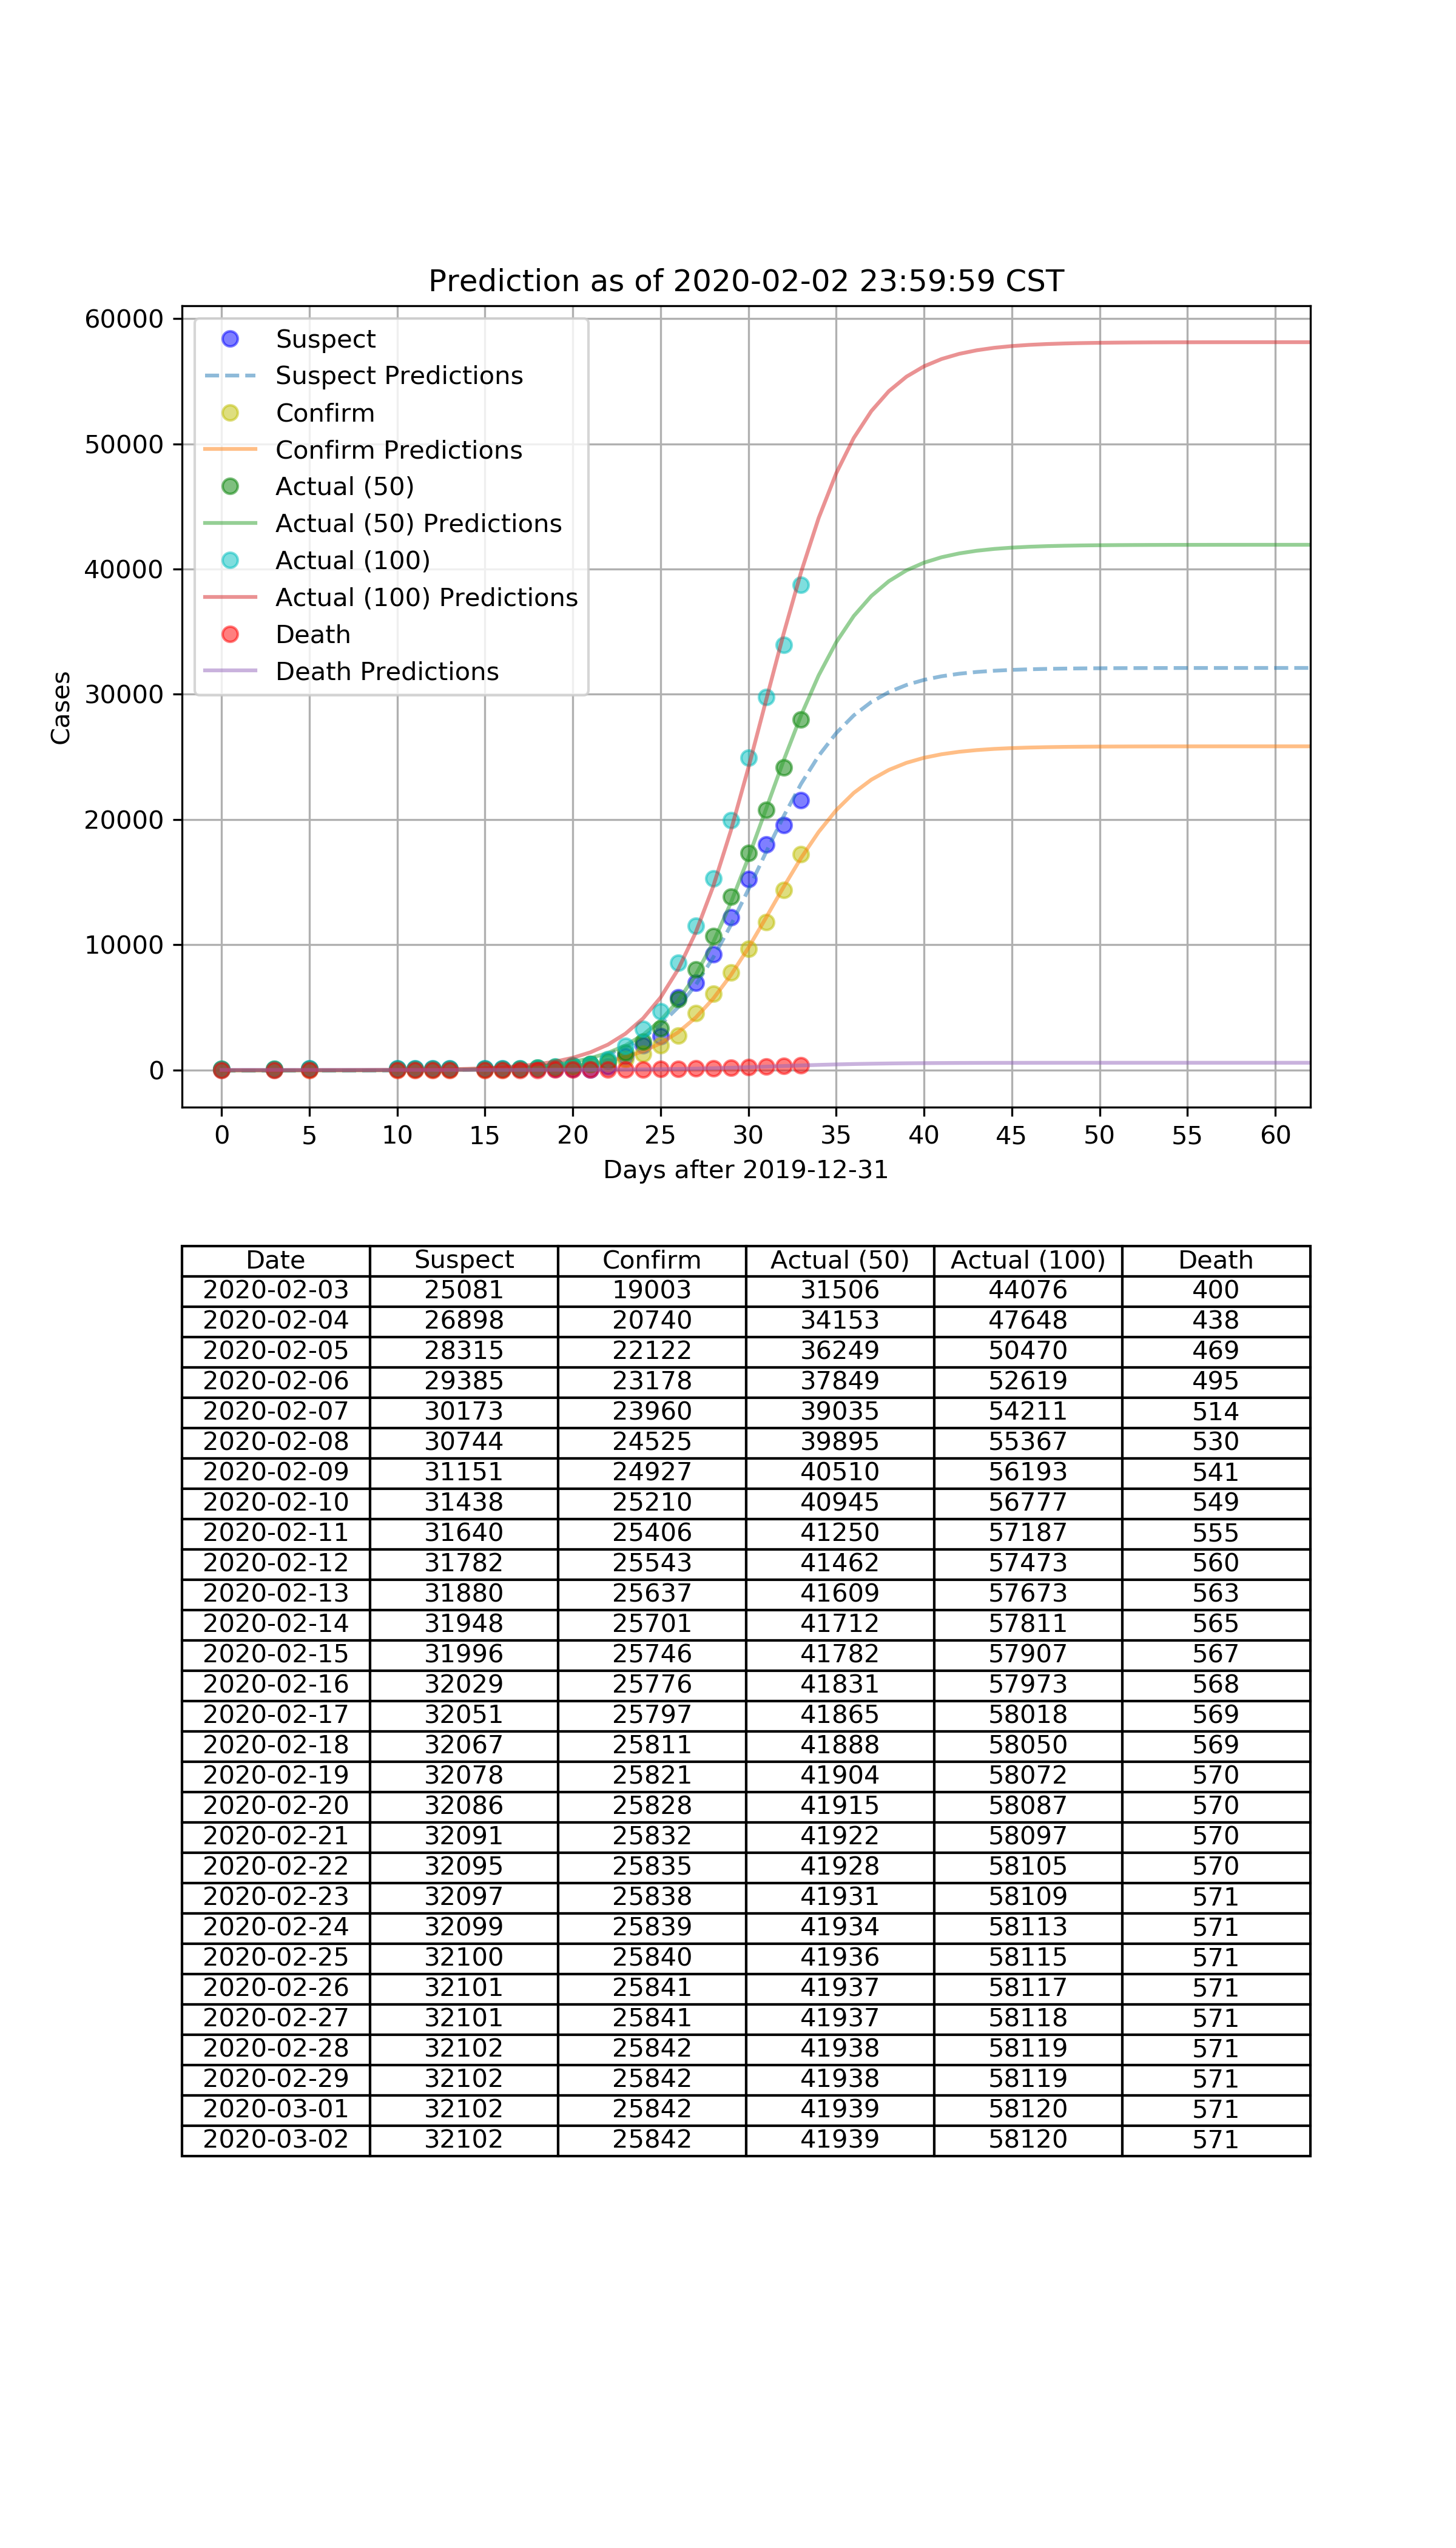 Prediction as of 2020-02-02 23:59:59 CST
60000
50000
40000
30000
20000
10000
0
Cases
Suspect
Suspect Predictions
Confirm
Confirm Predictions
Actual (50)
Actual (50) Predictions
Actual (100)
Actual (100) Predictions
Death
Death Predictions
0 5 10 15 20 25 30 35 40 45 50 55 60
Days after 2019-12-31
Date Suspect Confirm Actual (50) Actual (100) Death
2020-02-03 25081 19003 31506 44076 400
2020-02-04 26898 20740 34153 47648 438
2020-02-05 28315 22122 36249 50470 469
2020-02-06 29385 23178 37849 52619 495
2020-02-07 30173 23960 39035 54211 514
2020-02-08 30744 24525 39895 55367 530
2020-02-09 31151 24927 40510 56193 541
2020-02-10 31438 25210 40945 56777 549
2020-02-11 31640 25406 41250 57187 555
2020-02-12 31782 25543 41462 57473 560
2020-02-13 31880 25637 41609 57673 563
2020-02-14 31948 25701 41712 57811 565
2020-02-15 31996 25746 41782 57907 567
2020-02-16 32029 25776 41831 57973 568
2020-02-17 32051 25797 41865 58018 569
2020-02-18 32067 25811 41888 58050 569
2020-02-19 32078 25821 41904 58072 570
2020-02-20 32086 25828 41915 58087 570
2020-02-21 32091 25832 41922 58097 570
2020-02-22 32095 25835 41928 58105 570
2020-02-23 32097 25838 41931 58109 571
2020-02-24 32099 25839 41934 58113 571
2020-02-25 32100 25840 41936 58115 571
2020-02-26 32101 25841 41937 58117 571
2020-02-27 32101 25841 41937 58118 571
2020-02-28 32102 25842 41938 58119 571
2020-02-29 32102 25842 41938 58119 571
2020-03-01 32102 25842 41939 58120 571
2020-03-02 32102 25842 41939 58120 571